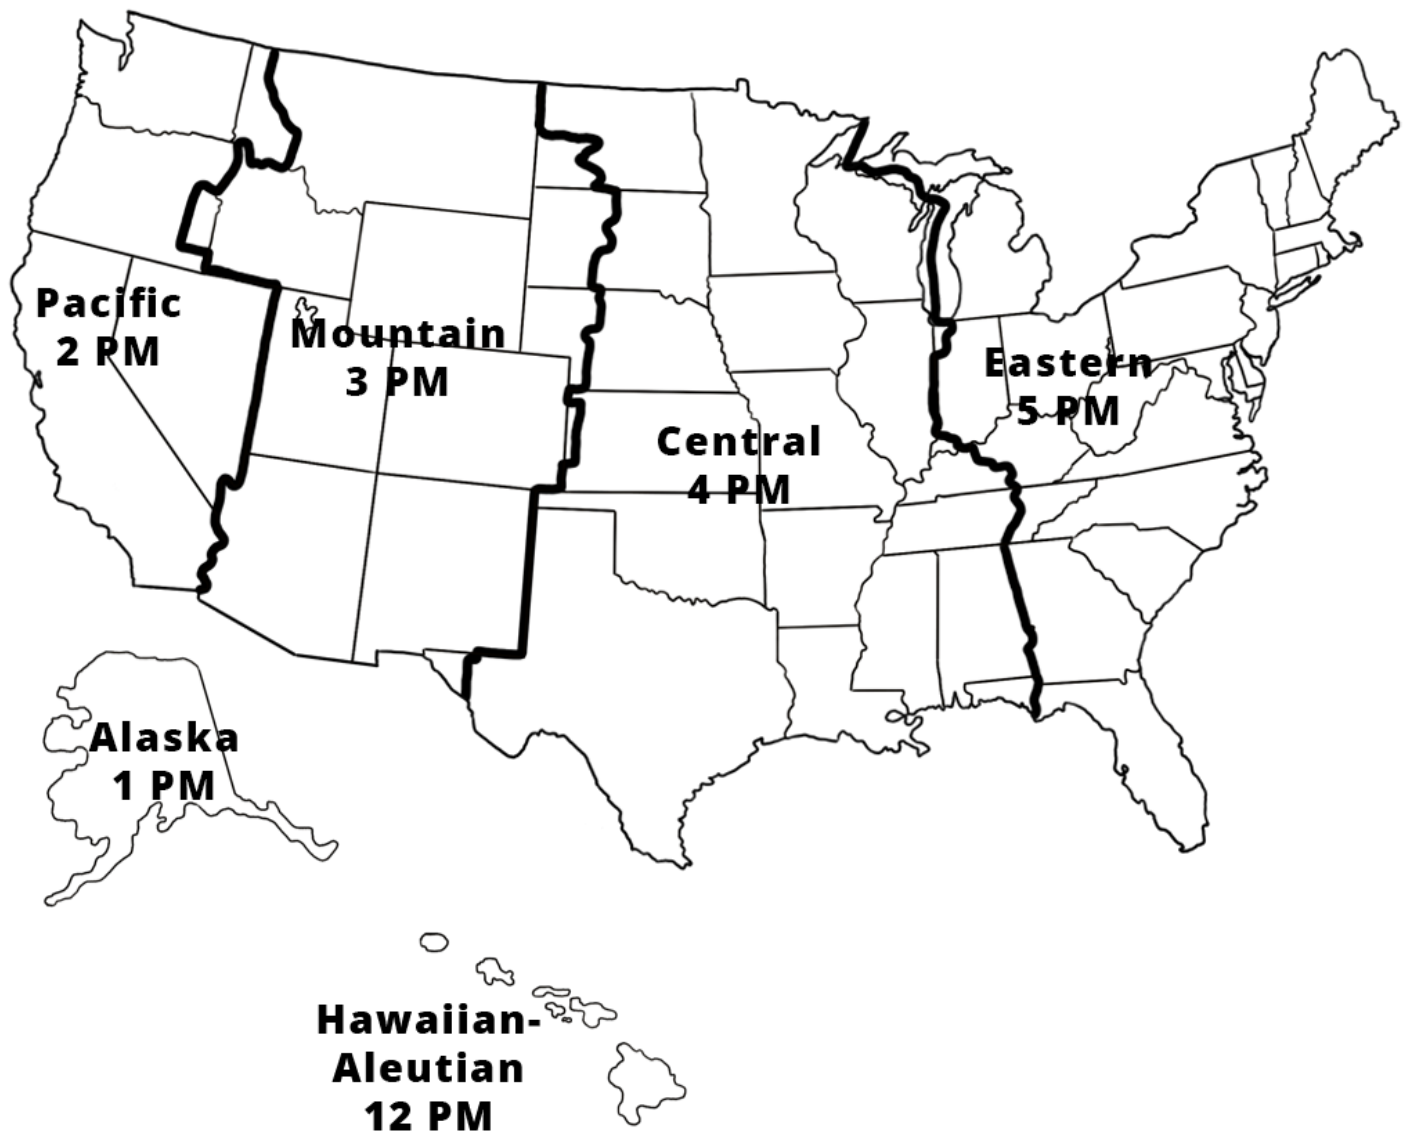 Pacific
2 PM
Mountain
3 PM
Central
4 PM
Eastern
5 PM
Alaska
1 PM
Hawaiian-
Aleutian
12 PM